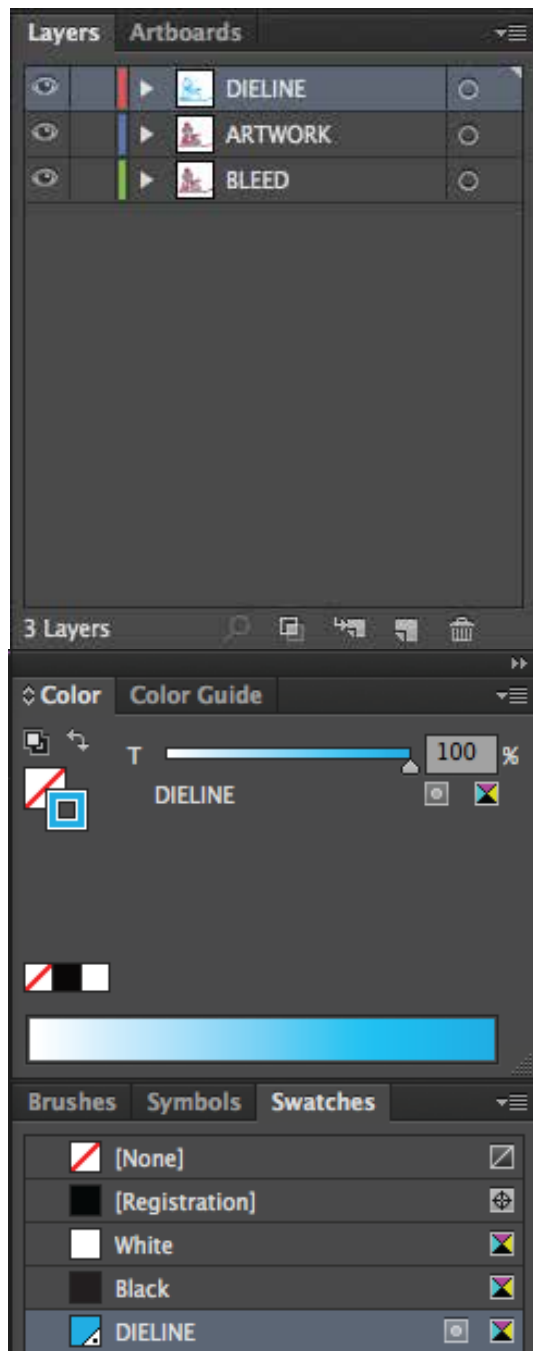 Layers Artboards
DIELINE
ARTWORK
BLEED
3 Layers
Color Color Guide
T 100 %
DIELINE
Brushes Symbols Swatches
[None]
[Registration]
White
Black
DIELINE